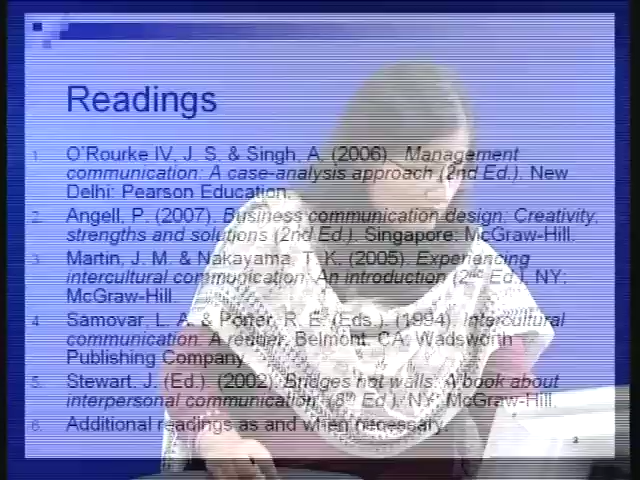 Readings
1. O'Rourke IV, J. S. & Singh, A. (2006). Management
communication: A case-analysis approach (2nd Ed.). New
Delhi: Pearson Education.
2. Angell, P. (2007). Business communication design: Creativity,
strengths and solutions (2nd Ed.). Singapore: McGraw-Hill.
3. Martin, J. M. & Nakayama, T. K. (2005). Experiencing
intercultural communication: An introduction (2nd Ed.). NY:
McGraw-Hill.
4. Samovar, L. A. & Porter, R. E. (Eds.) (1994). Intercultural
communication: A reader. Belmont, CA: Wadsworth
Publishing Company.
5. Stewart, J. (Ed.) (2002). Bridges not walls: A book about
interpersonal communication. (8th Ed.). NY: McGraw-Hill.
6. Additional readings as and when necessary.
2